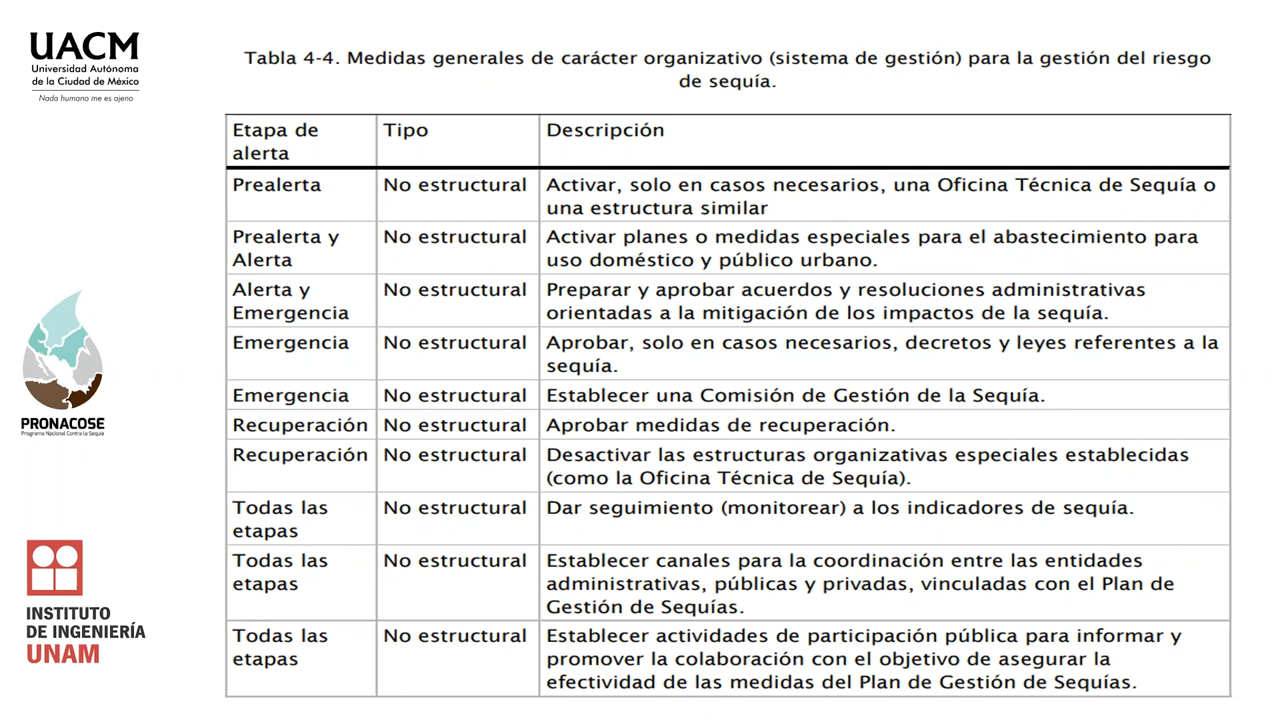 UACM
Universidad Autónoma
de la Ciudad de México
Nada humano me es ajeno
Tabla 4-4. Medidas generales de carácter organizativo (sistema de gestión) para la gestión del riesgo
de sequía.
Etapa de alerta | Tipo | Descripción
Prealerta | No estructural | Activar, solo en casos necesarios, una Oficina Técnica de Sequía o
una estructura similar
Prealerta y Alerta | No estructural | Activar planes o medidas especiales para el abastecimiento para
uso doméstico y público urbano.
Alerta y Emergencia | No estructural | Preparar y aprobar acuerdos y resoluciones administrativas
orientadas a la mitigación de los impactos de la sequía.
Emergencia | No estructural | Aprobar, solo en casos necesarios, decretos y leyes referentes a la
sequía.
Emergencia | No estructural | Establecer una Comisión de Gestión de la Sequía.
Recuperación | No estructural | Aprobar medidas de recuperación.
Recuperación | No estructural | Desactivar las estructuras organizativas especiales establecidas
(como la Oficina Técnica de Sequía).
Todas las etapas | No estructural | Dar seguimiento (monitorear) a los indicadores de sequía.
Todas las etapas | No estructural | Establecer canales para la coordinación entre las entidades
administrativas, públicas y privadas, vinculadas con el Plan de
Gestión de Sequías.
Todas las etapas | No estructural | Establecer actividades de participación pública para informar y
promover la colaboración con el objetivo de asegurar la
efectividad de las medidas del Plan de Gestión de Sequías.
PRONACOSE
Programa Nacional Contra la Sequía
INSTITUTO
DE INGENIERÍA
UNAM